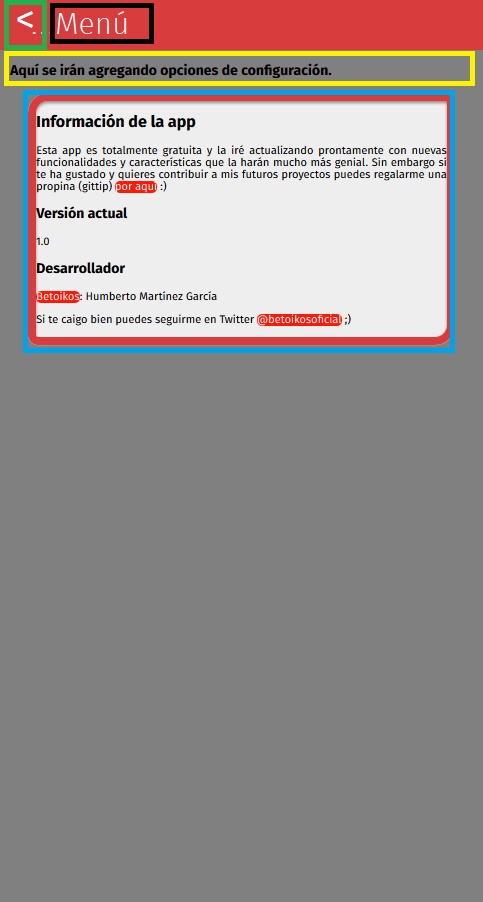 < Menú
Aquí se irán agregando opciones de configuración.
Información de la app
Esta app es totalmente gratuita y la iré actualizando prontamente con nuevas
funcionalidades y características que la harán mucho más genial. Sin embargo si
te ha gustado y quieres contribuir a mis futuros proyectos puedes regalarme una
propina (gittip) por aquí :)
Versión actual
1.0
Desarrollador
Betoikos: Humberto Martínez García
Si te caigo bien puedes seguirme en Twitter @betoikosoficial ;)